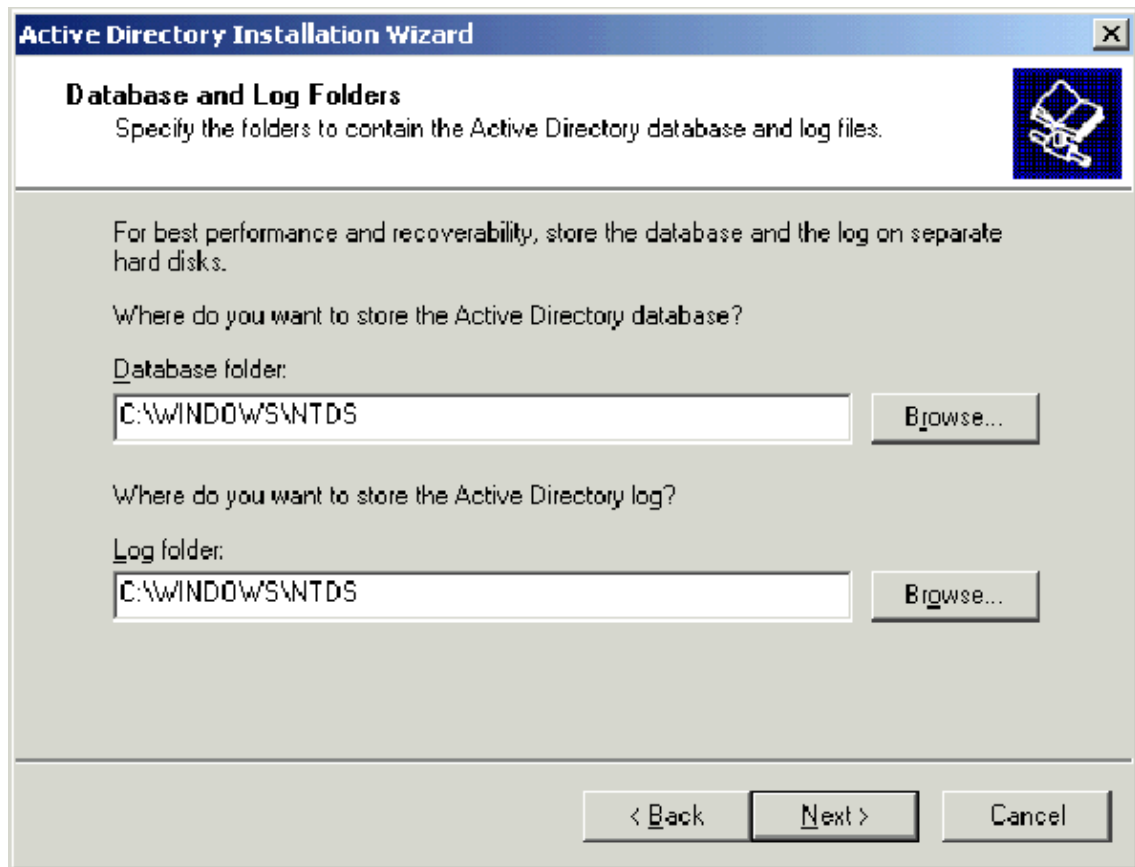 Active Directory Installation Wizard
Database and Log Folders
Specify the folders to contain the Active Directory database and log files.
For best performance and recoverability, store the database and the log on separate
hard disks.
Where do you want to store the Active Directory database?
Database folder:
C:\WINDOWS\NTDS
Browse...
Where do you want to store the Active Directory log?
Log folder:
C:\WINDOWS\NTDS
Browse...
< Back
Next >
Cancel